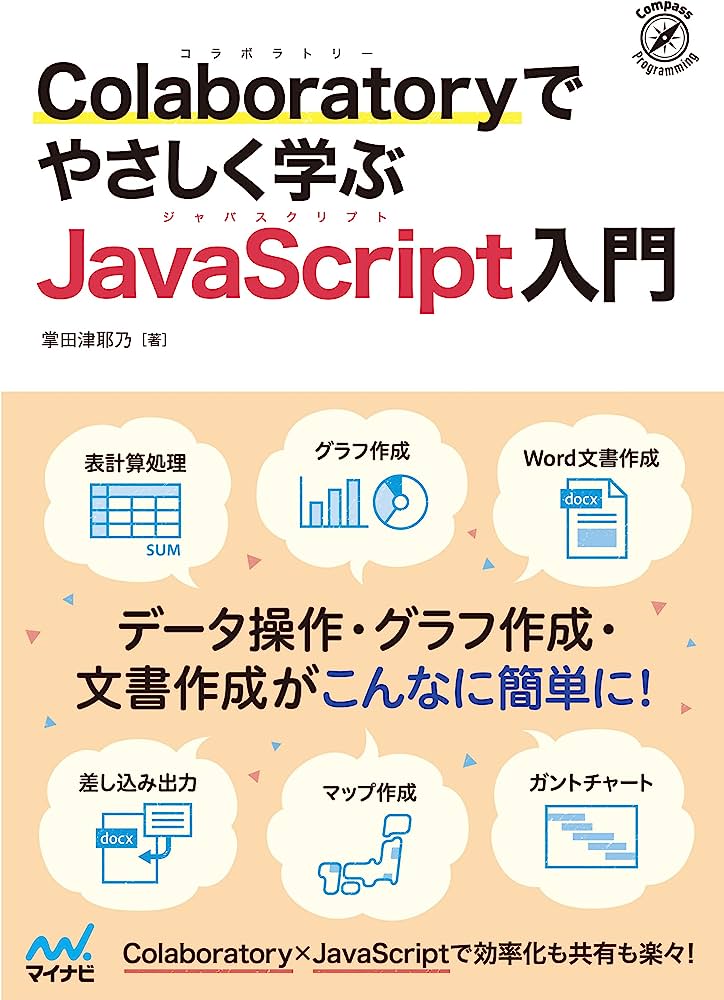 Compass
Programming
コラボラトリー
Colaboratoryで
やさしく学ぶ
ジャバスクリプト
JavaScript入門
掌田津耶乃 [著]
表計算処理
SUM
グラフ作成
Word文書作成
docx
データ操作・グラフ作成・
文書作成がこんなに簡単に!
差し込み出力
docx
マップ作成
ガントチャート
マイナビ
Colaboratory×JavaScriptで効率化も共有も楽々!